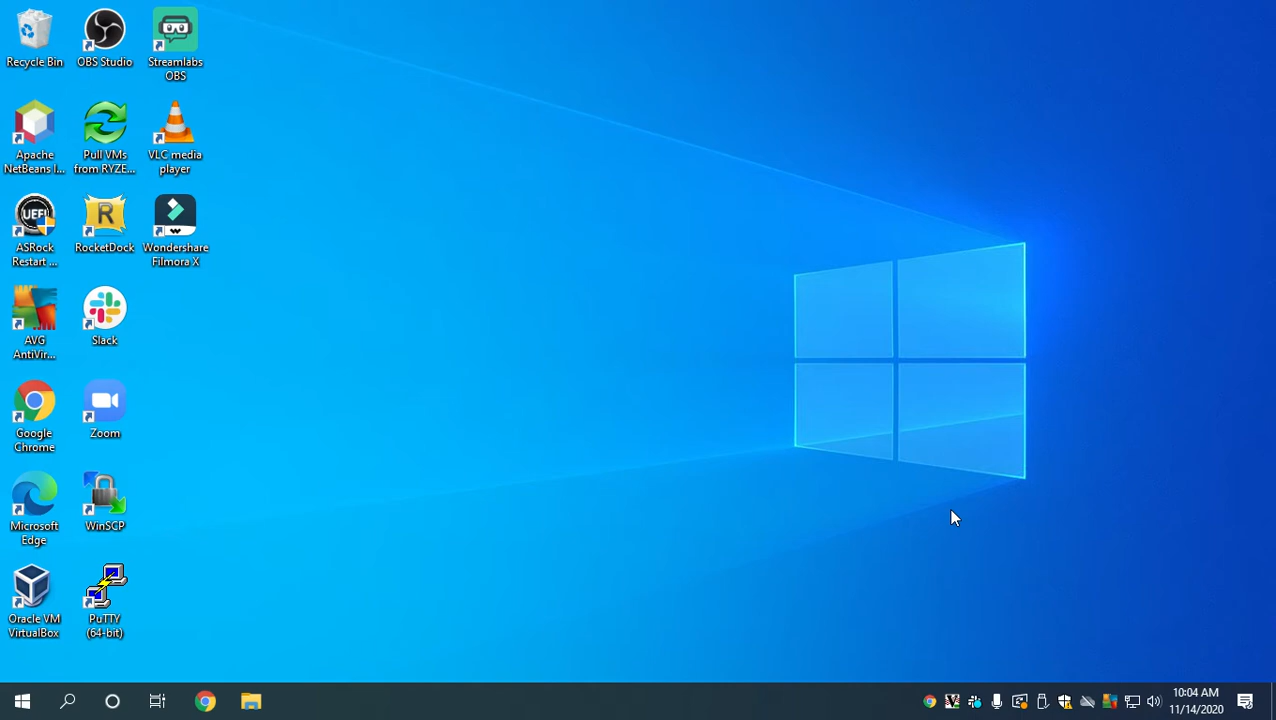 Recycle Bin
OBS Studio
Streamlabs
OBS
Apache
NetBeans I...
Pull VMs
from RYZE...
VLC media
player
UEFI
ASRock
Restart ...
R
RocketDock
Wondershare
Filmora X
AVG
AntiVir...
Slack
Google
Chrome
Zoom
Microsoft
Edge
WinSCP
Oracle VM
VirtualBox
PuTTY
(64-bit)
10:04 AM
11/14/2020